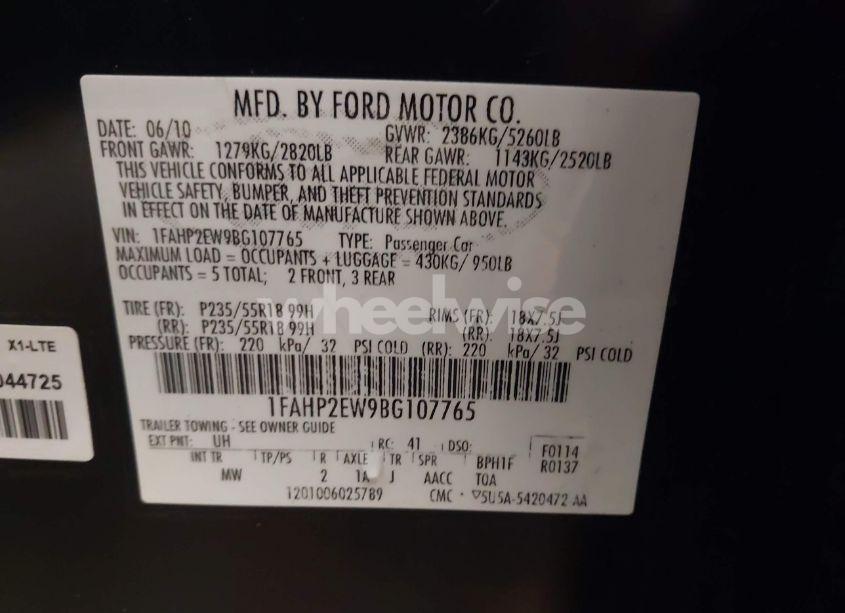 MFD. BY FORD MOTOR CO.
DATE: 06/10 GVWR: 2386KG/5260LB
FRONT GAWR: 1279KG/2820LB REAR GAWR: 1143KG/2520LB
THIS VEHICLE CONFORMS TO ALL APPLICABLE FEDERAL MOTOR
VEHICLE SAFETY, BUMPER, AND THEFT PREVENTION STANDARDS
IN EFFECT ON THE DATE OF MANUFACTURE SHOWN ABOVE.
VIN: 1FAHP2EW9BG107765 TYPE: Passenger Car
MAXIMUM LOAD = OCCUPANTS + LUGGAGE = 430KG/ 950LB
OCCUPANTS = 5 TOTAL; 2 FRONT, 3 REAR
wheelwise
TIRE (FR): P235/55R18 99H RIMS (FR): 18X7.5J
(RR): P235/55R18 99H (RR): 18X7.5J
PRESSURE (FR): 220 kPa/ 32 PSI COLD (RR): 220 kPa/ 32 PSI COLD
X1-LTE
044725
1FAHP2EW9BG107765
TRAILER TOWING - SEE OWNER GUIDE
EXT PNT: UH RC: 41 DSO: F0114
INT TR TP/PS R AXLE TR SPR BPH1F R0137
MW 2 1A J AACC TOA
1201006025789 CMC 5U5A-5420472 AA